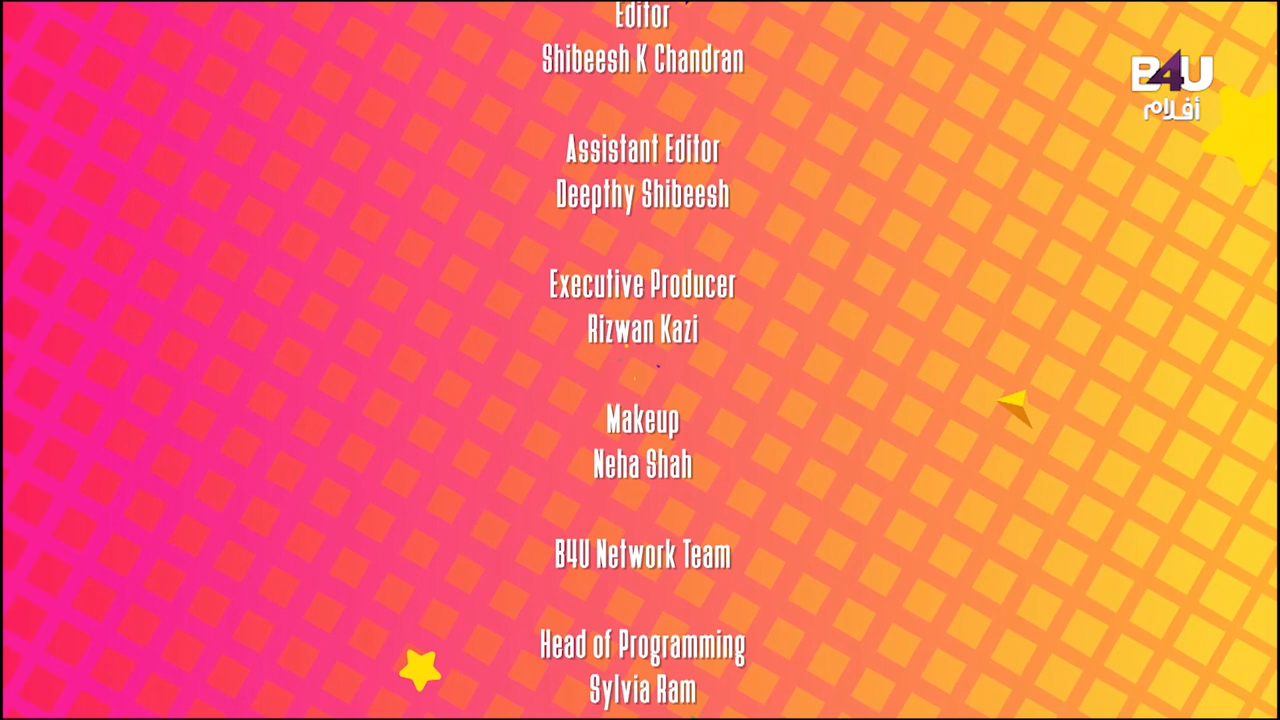 Editor
Shibeesh K Chandran
B4U
أفلام
Assistant Editor
Deepthy Shibeesh
Executive Producer
Rizwan Kazi
Makeup
Neha Shah
B4U Network Team
Head of Programming
Sylvia Ram